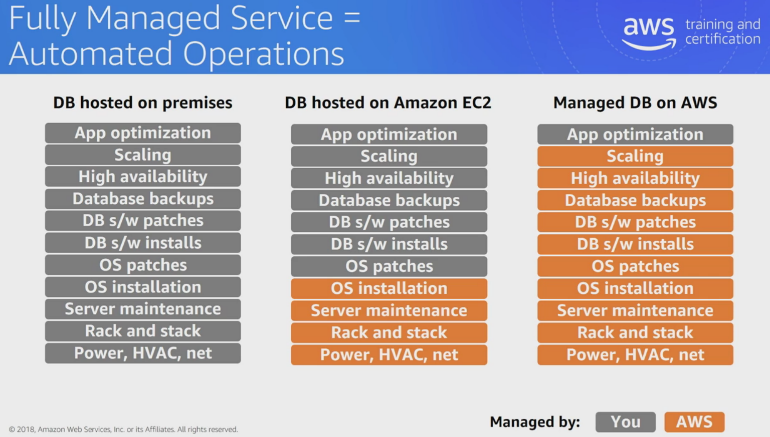 Fully Managed Service =
Automated Operations
aws training and
certification
DB hosted on premises
App optimization
Scaling
High availability
Database backups
DB s/w patches
DB s/w installs
OS patches
OS installation
Server maintenance
Rack and stack
Power, HVAC, net
DB hosted on Amazon EC2
App optimization
Scaling
High availability
Database backups
DB s/w patches
DB s/w installs
OS patches
OS installation
Server maintenance
Rack and stack
Power, HVAC, net
Managed DB on AWS
App optimization
Scaling
High availability
Database backups
DB s/w patches
DB s/w installs
OS patches
OS installation
Server maintenance
Rack and stack
Power, HVAC, net
© 2018, Amazon Web Services, Inc. or its Affiliates. All rights reserved.
Managed by: You AWS